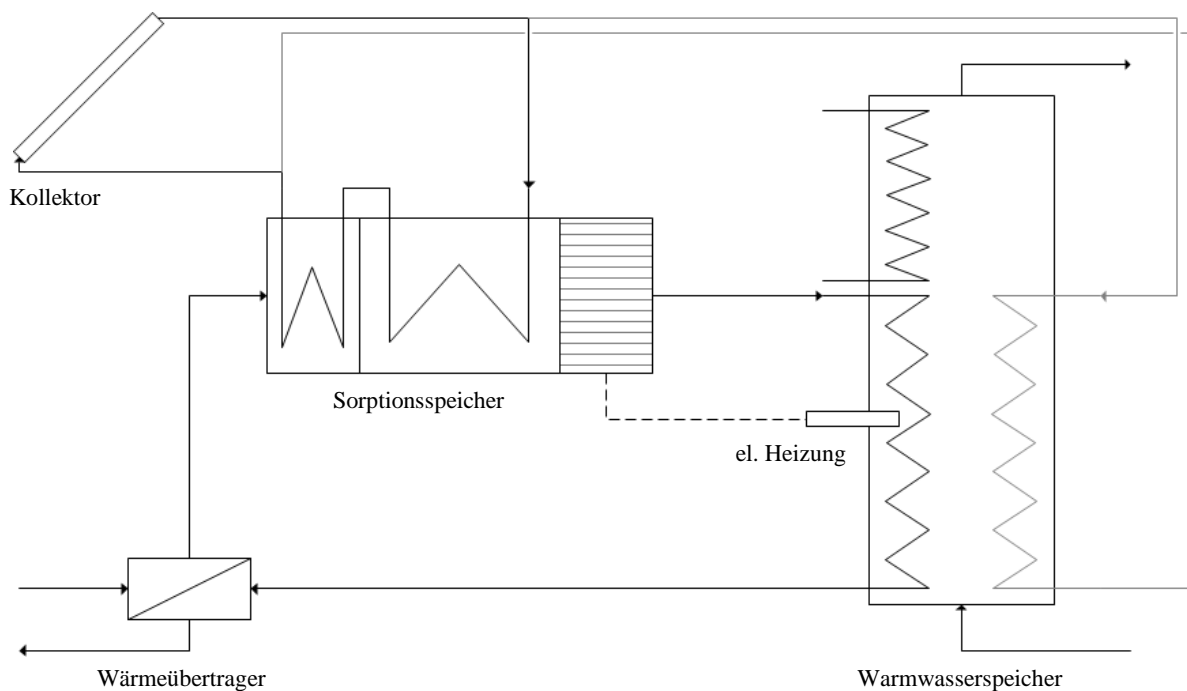 Kollektor
Sorptionsspeicher
el. Heizung
Wärmeübertrager
Warmwasserspeicher